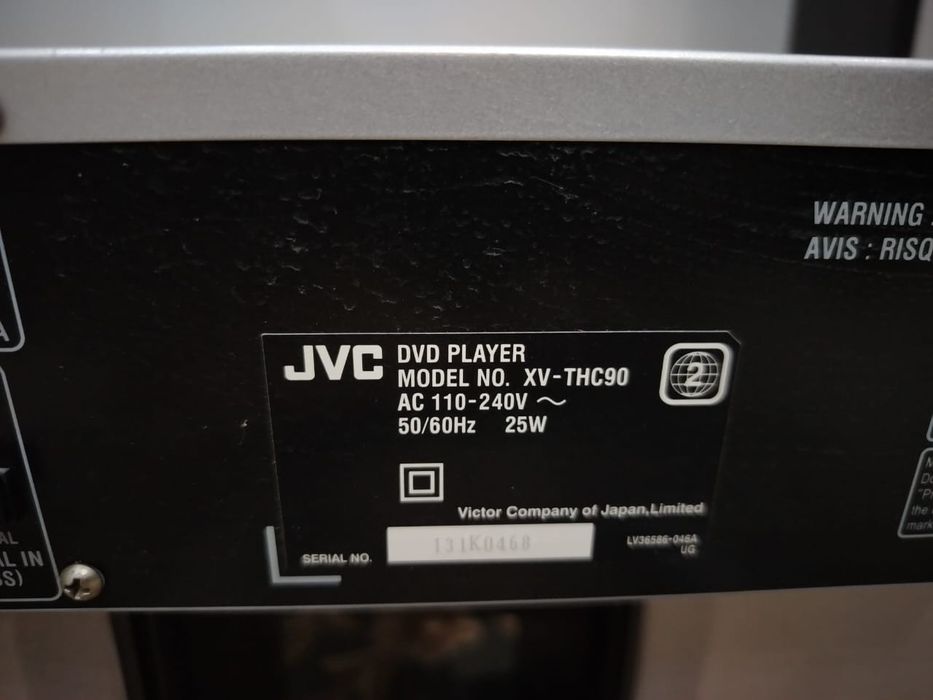 WARNING :
AVIS : RISQ
A
JVC
DVD PLAYER
MODEL NO. XV-THC90
AC 110-240V ~
50/60Hz 25W
2
Victor Company of Japan,Limited
SERIAL NO. 131K0468
LV36586-046A
UG
AL
AL IN
S)